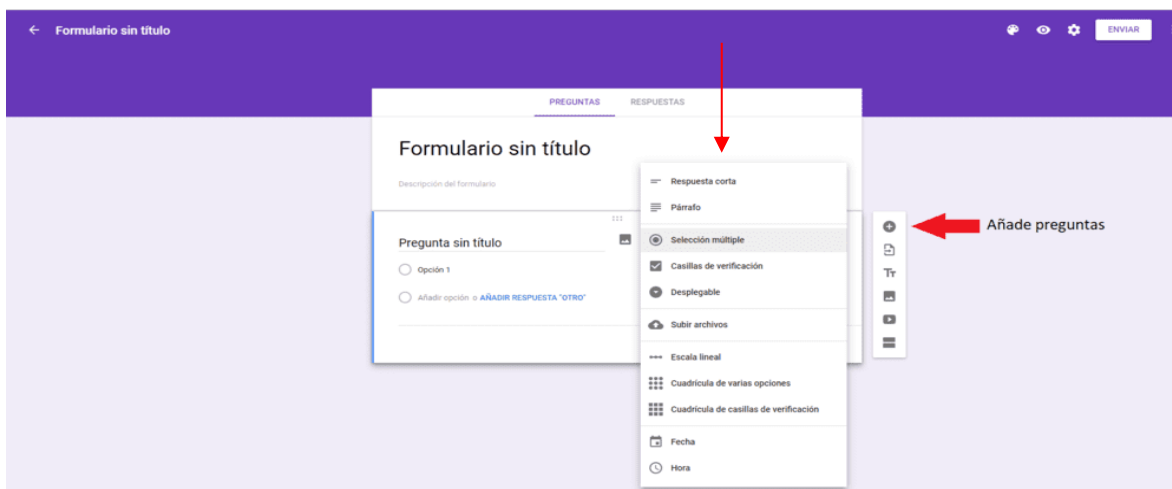 Formulario sin título
ENVIAR
PREGUNTAS
RESPUESTAS
Formulario sin título
Descripción del formulario
Pregunta sin título
Opción 1
Añadir opción o AÑADIR RESPUESTA "OTRO"
Respuesta corta
Párrafo
Selección múltiple
Casillas de verificación
Desplegable
Subir archivos
Escala lineal
Cuadrícula de varias opciones
Cuadrícula de casillas de verificación
Fecha
Hora
Tт
Añade preguntas